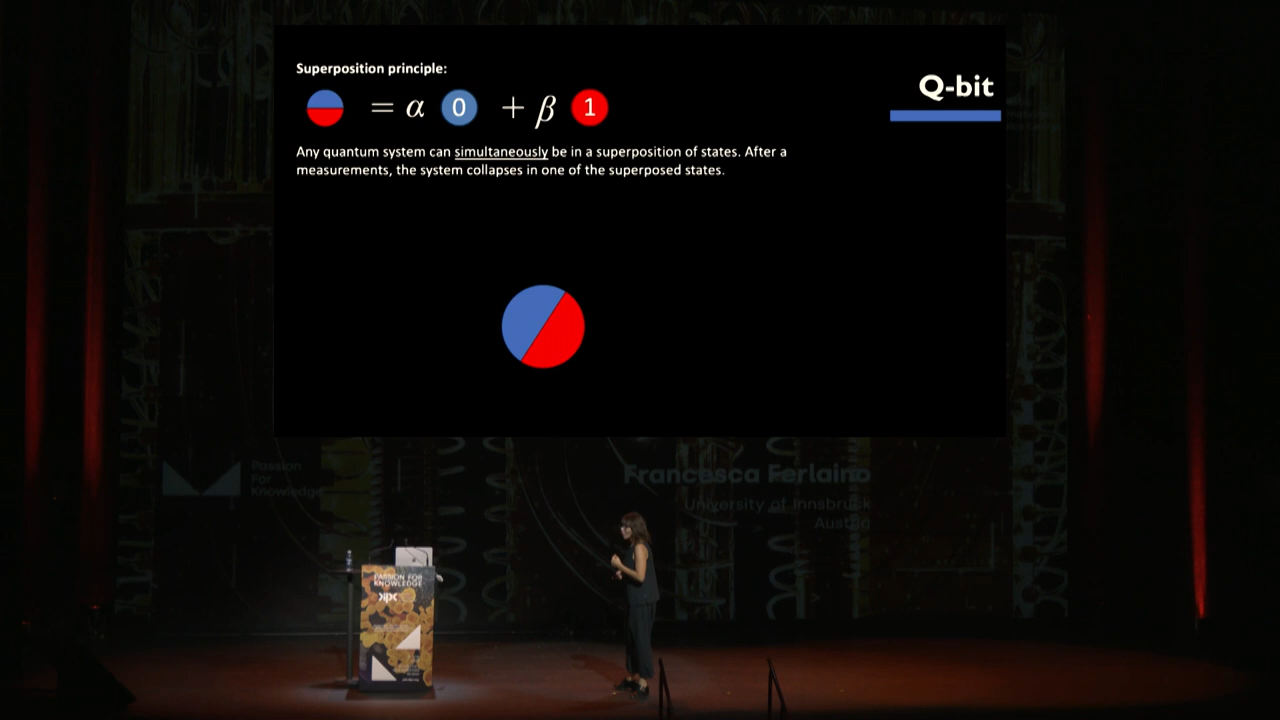 Superposition principle:
= α 0 + β 1
Q-bit
Any quantum system can simultaneously be in a superposition of states. After a
measurements, the system collapses in one of the superposed states.
Passion
For
Knowledge
Francesca Ferlaino
University of Innsbruck
Austria
PASSION FOR
KNOWLEDGE
dipc